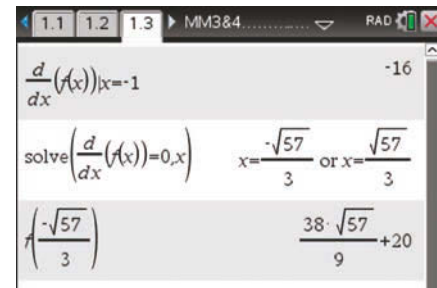 1.1 1.2 1.3 MM3&4............. RAD
d/dx(f(x))|x=-1 -16
solve(d/dx(f(x))=0,x) x=-√57/3 or x=√57/3
f(-√57/3) 38·√57/9+20